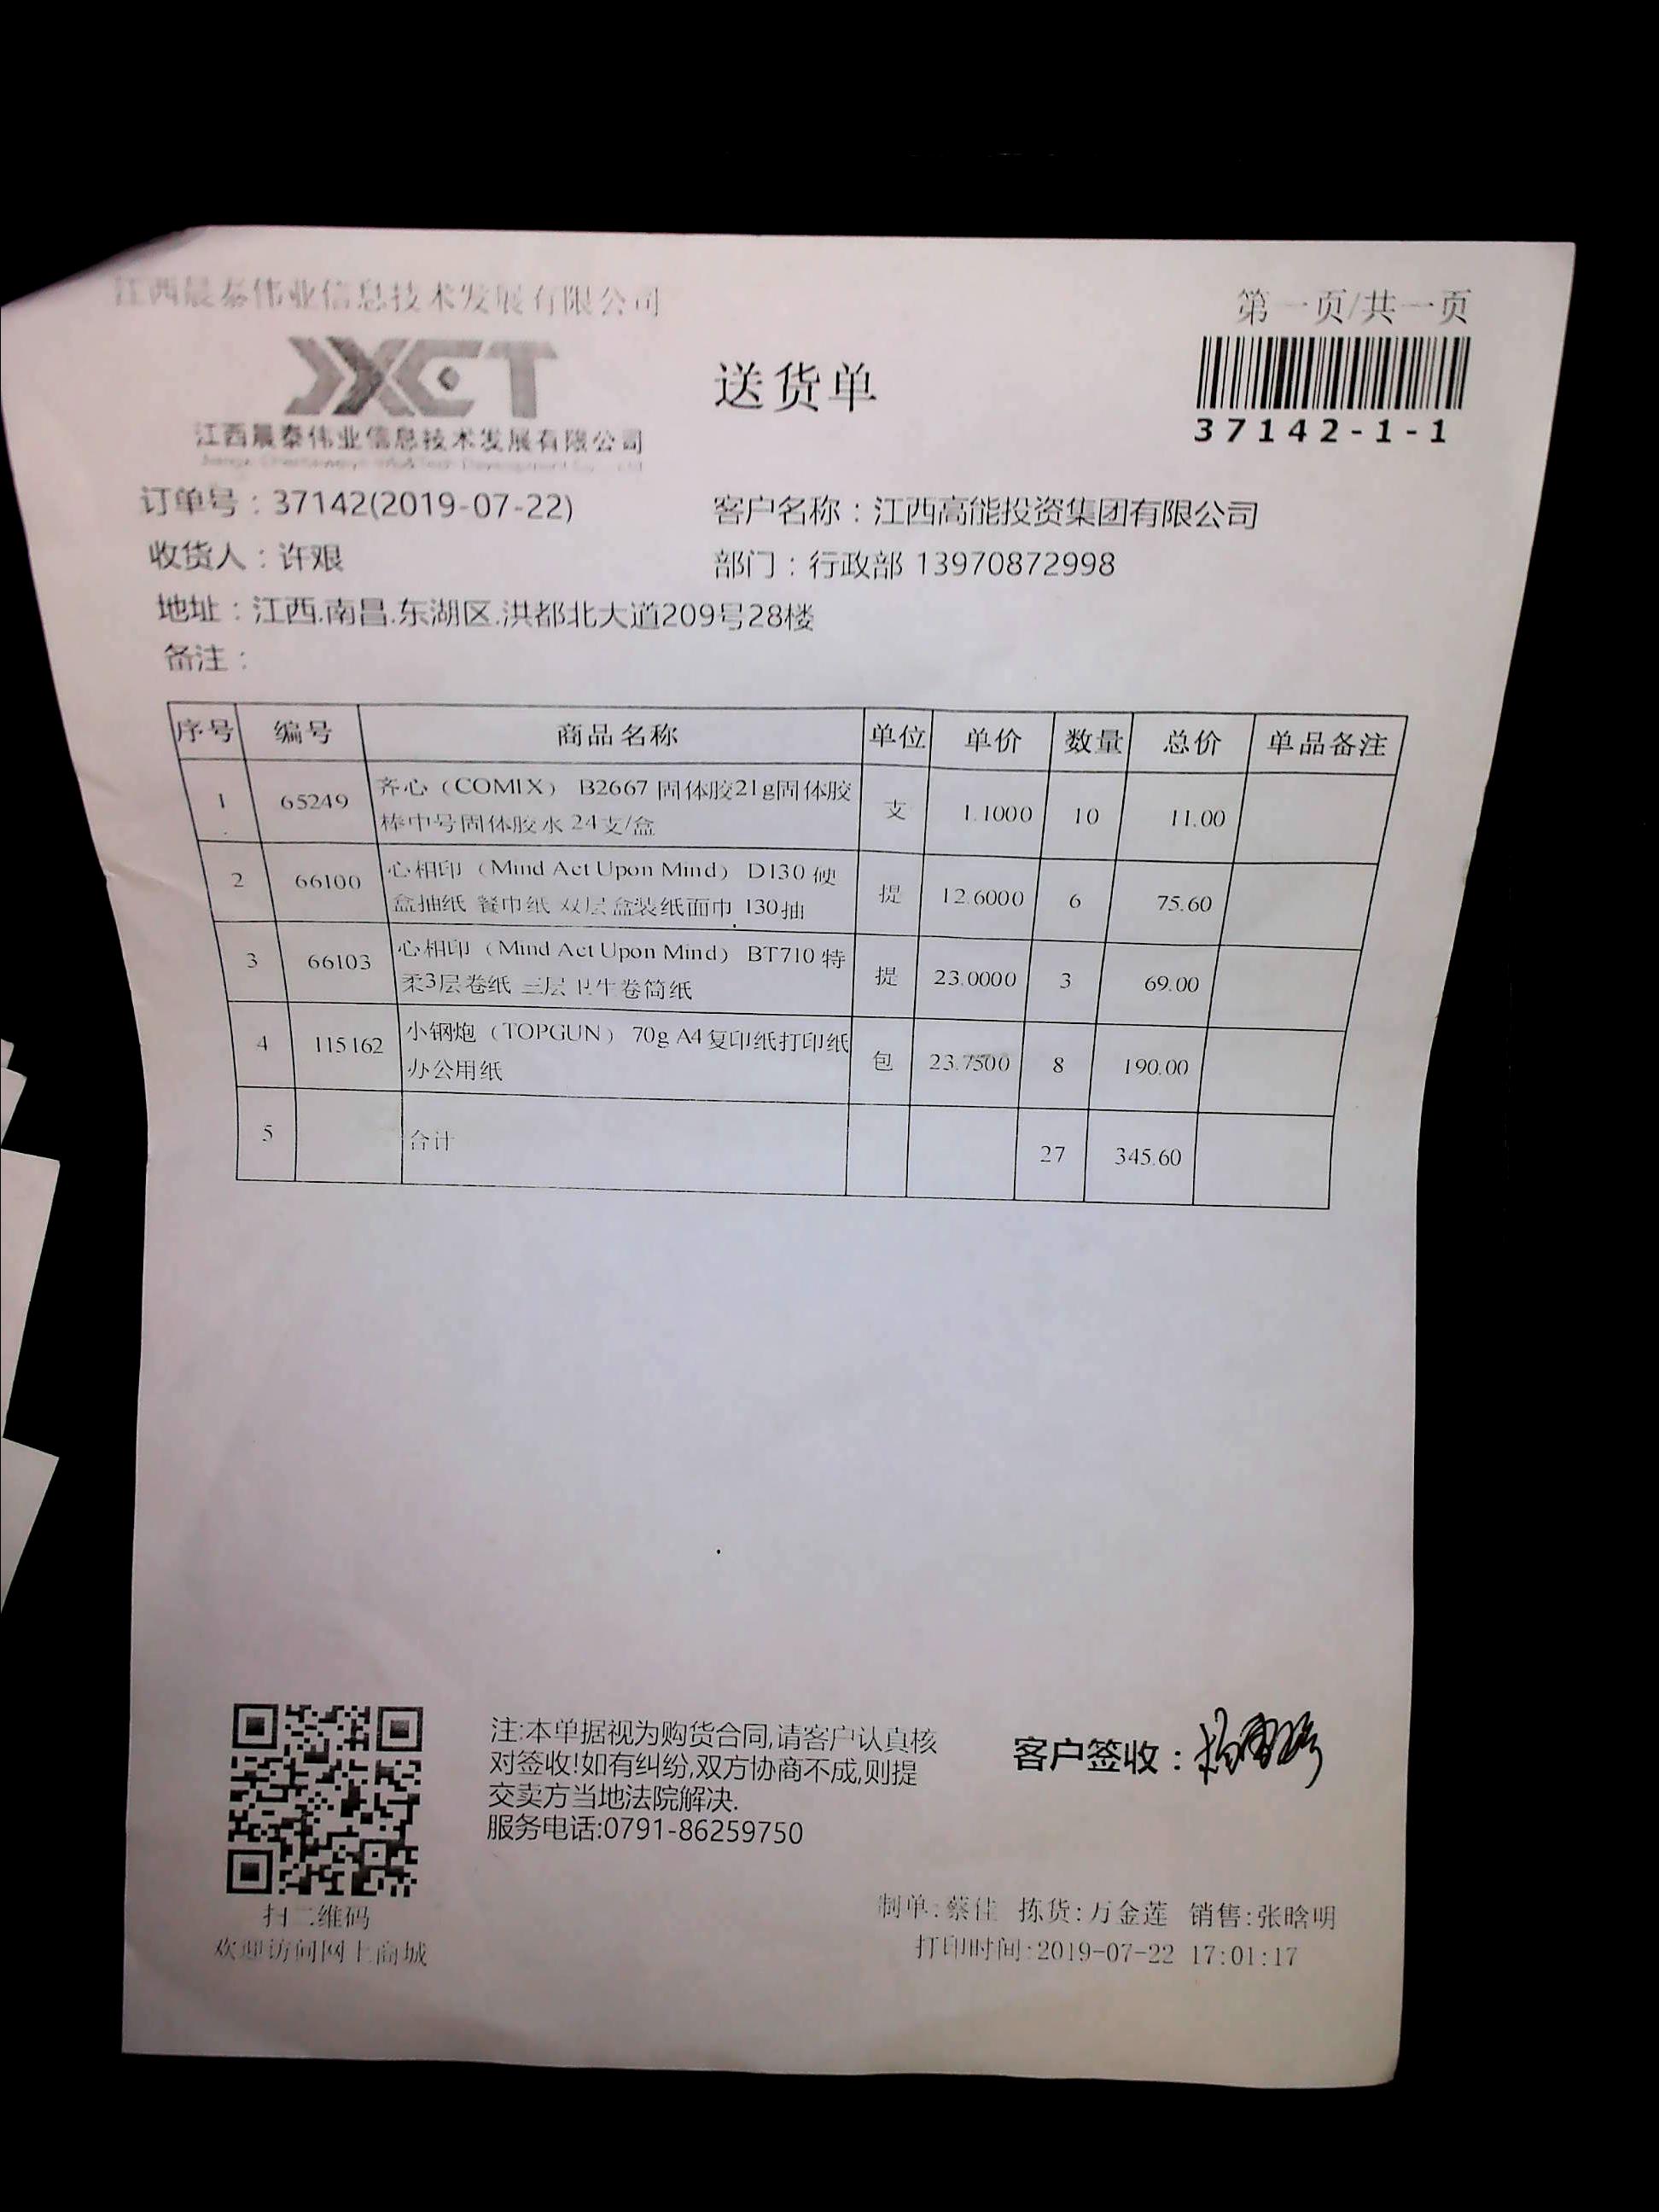 江西晨泰伟业信息技术发展有限公司
第一页/共一页
JXCT
送货单
37142-1-1
江西晨泰伟业信息技术发展有限公司
订单号：37142(2019-07-22)
客户名称：江西高能投资集团有限公司
收货人：许艰
部门：行政部 13970872998
地址：江西.南昌.东湖区.洪都北大道209号28楼
备注：
序号 编号 商品名称 单位 单价 数量 总价 单品备注
1 65249 齐心（COMIX） B2667 固体胶21g固体胶 支 1.1000 10 11.00
棒中号固体胶水 24支/盒
2 66100 心相印（Mind Act Upon Mind） D130 硬 提 12.6000 6 75.60
盒抽纸 餐巾纸 双层盒装纸面巾 130抽
3 66103 心相印（Mind Act Upon Mind） BT710 特 提 23.0000 3 69.00
柔3层卷纸 三层卫生卷筒纸
4 115162 小钢炮（TOPGUN） 70g A4复印纸打印纸 包 23.7500 8 190.00
办公用纸
5 合计 27 345.60
注:本单据视为购货合同,请客户认真核
对签收!如有纠纷,双方协商不成,则提
交卖方当地法院解决.
服务电话:0791-86259750
客户签收：
扫二维码
欢迎访问网上商城
制单:蔡佳 拣货:万金莲 销售:张晗明
打印时间:2019-07-22 17:01:17